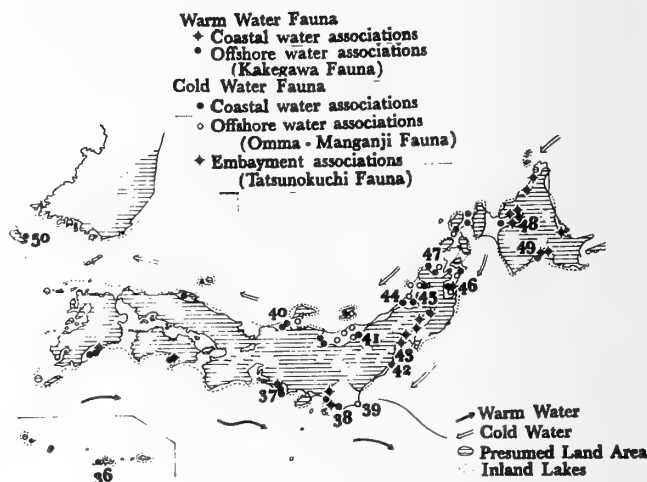 Warm Water Fauna
Coastal water associations
Offshore water associations
(Kakegawa Fauna)
Cold Water Fauna
Coastal water associations
Offshore water associations
(Omma - Manganji Fauna)
Embayment associations
(Tatsunokuchi Fauna)
50
48
49
47
46
44
45
40
41
43
42
37
38
39
36
Warm Water
Cold Water
Presumed Land Area
Inland Lakes